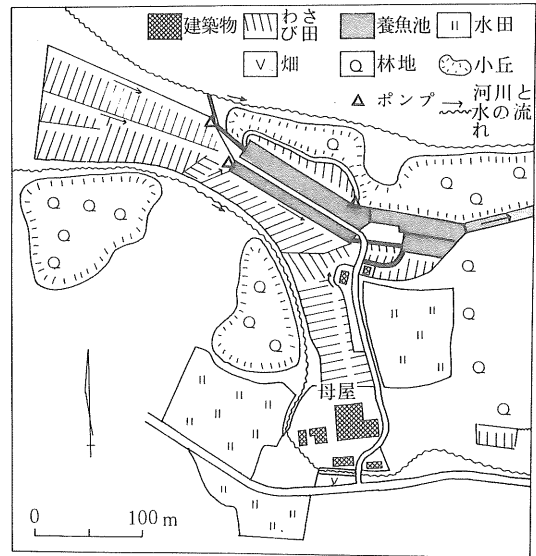 建築物
わさび田
養魚池
水田
畑
林地
小丘
ポンプ
河川と水の流れ
母屋
0 100m